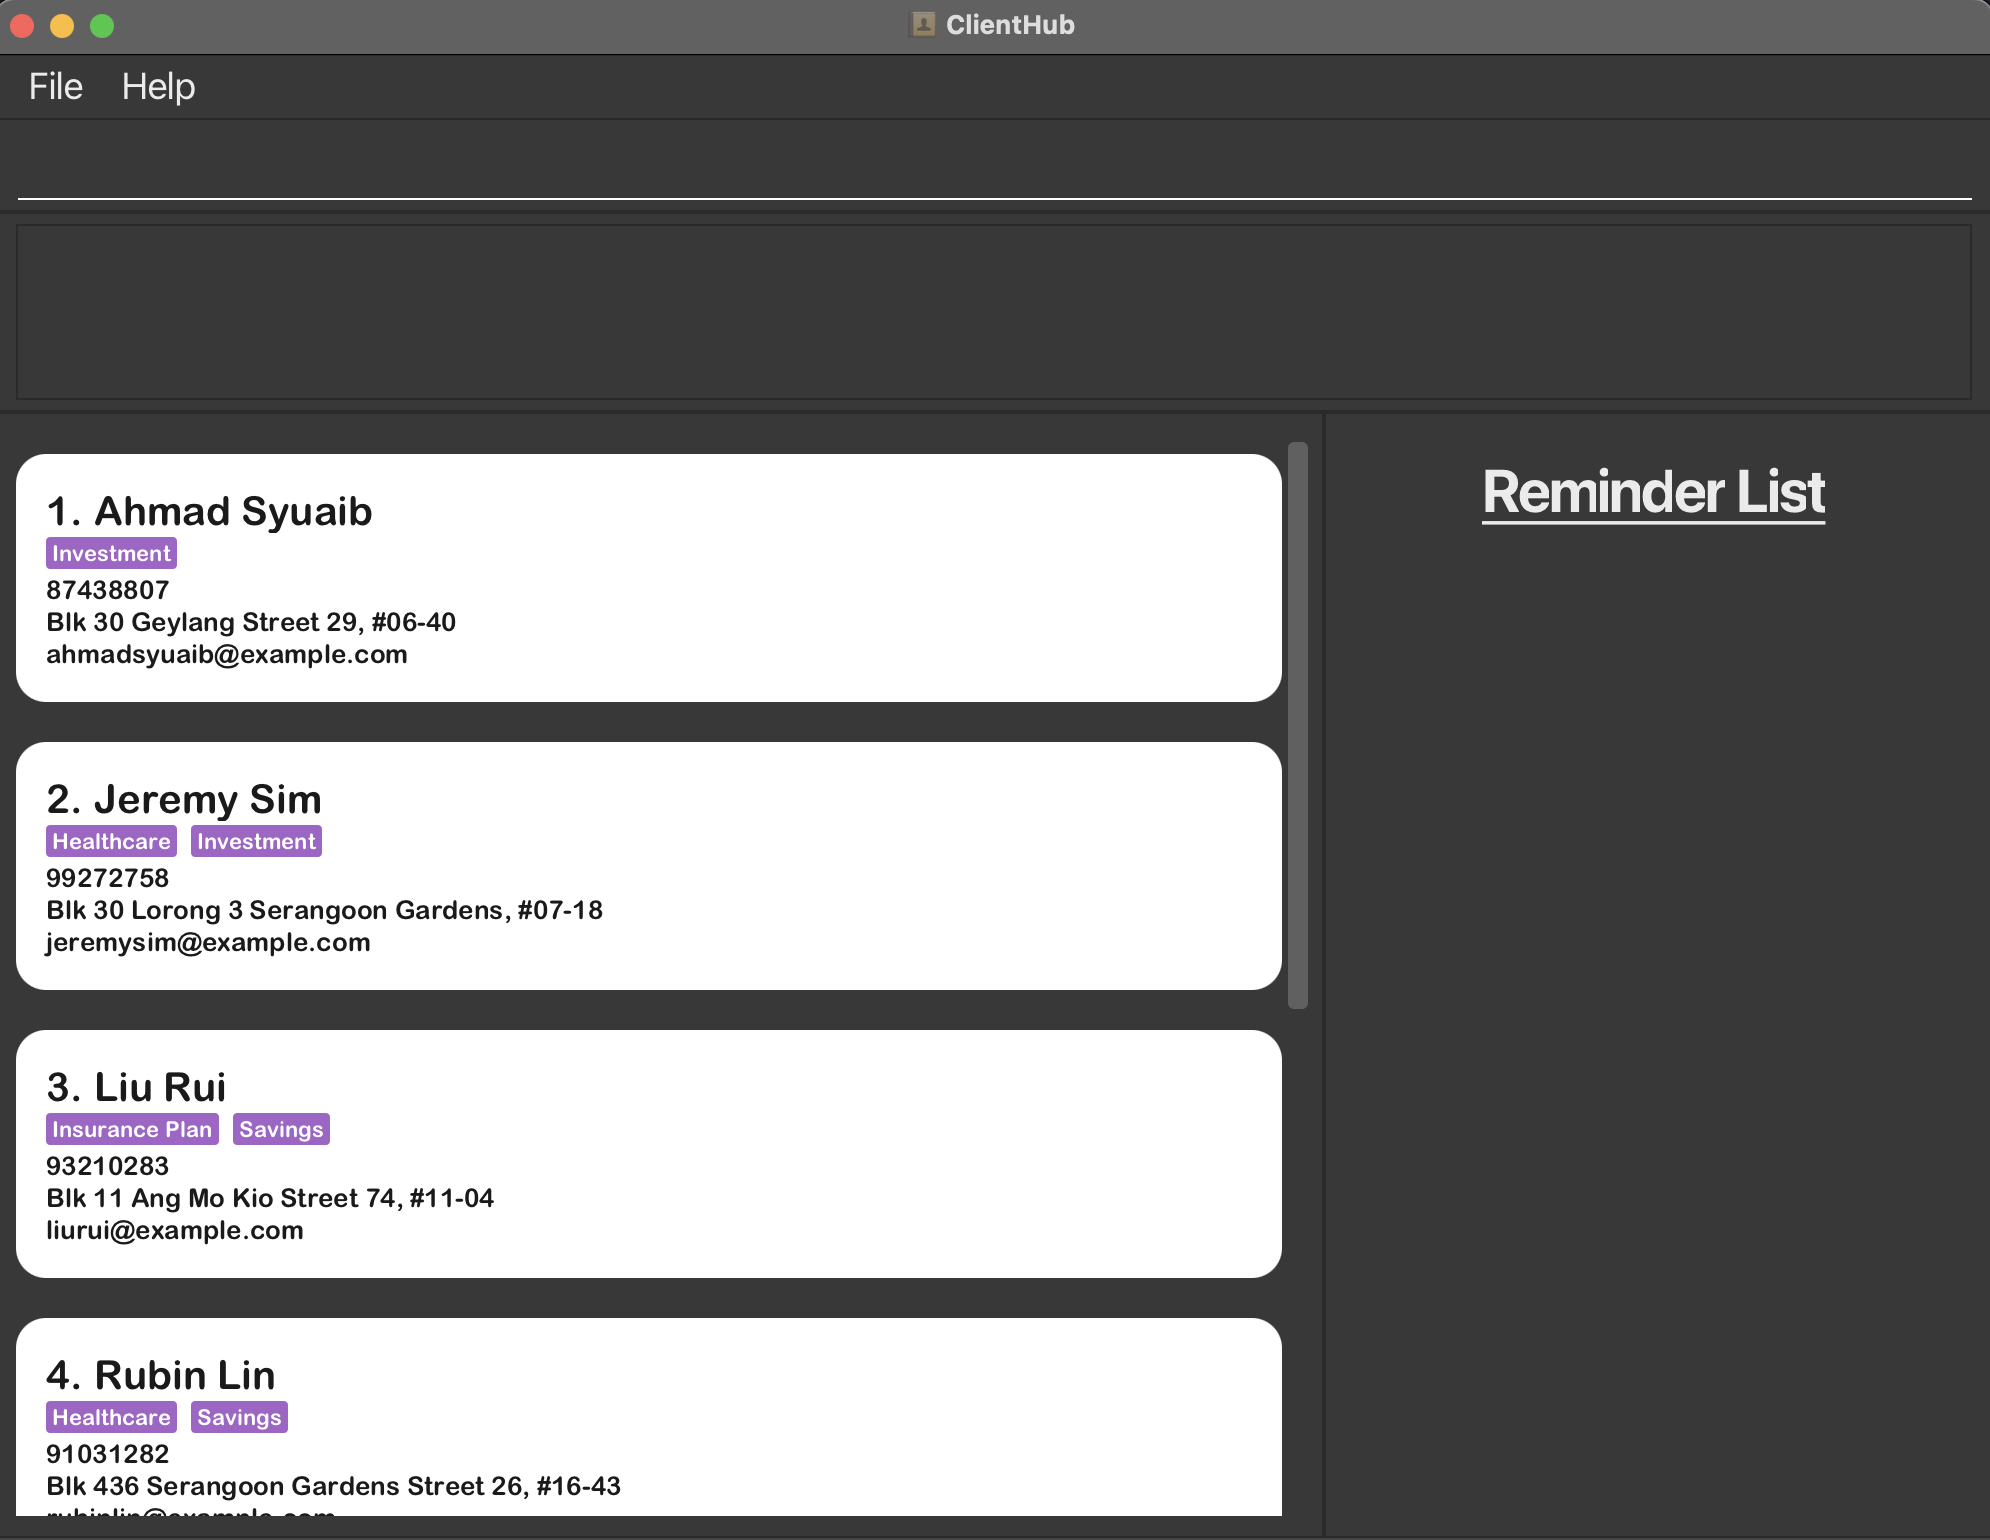 ClientHub
File Help
1. Ahmad Syuaib
Investment
87438807
Blk 30 Geylang Street 29, #06-40
ahmadsyuaib@example.com
2. Jeremy Sim
Healthcare Investment
99272758
Blk 30 Lorong 3 Serangoon Gardens, #07-18
jeremysim@example.com
3. Liu Rui
Insurance Plan Savings
93210283
Blk 11 Ang Mo Kio Street 74, #11-04
liurui@example.com
4. Rubin Lin
Healthcare Savings
91031282
Blk 436 Serangoon Gardens Street 26, #16-43
rubinlin@example.com
Reminder List